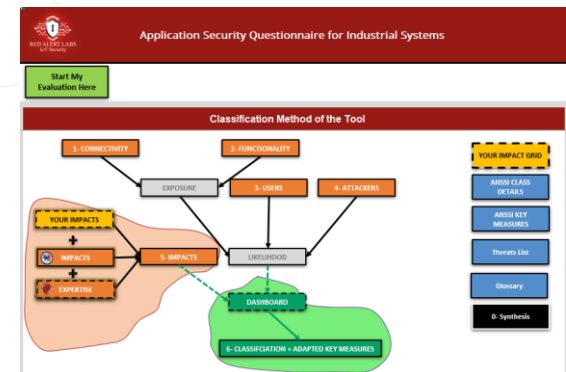 RED ALERT LABS
IoT Security
Application Security Questionnaire for Industrial Systems
Start My
Evaluation Here
Classification Method of the Tool
1- CONNECTIVITY
2- FUNCTIONALITY
YOUR IMPACT GRID
EXPOSURE
3- USERS
4- ATTACKERS
ANSSI CLASS
DETAILS
YOUR IMPACTS
+
ANSSI KEY
MEASURES
IMPACTS
5- IMPACTS
LIKELIHOOD
Threats List
+
EXPERTISE
DASHBOARD
Glossary
0- Synthesis
6- CLASSIFCIATION + ADAPTED KEY MEASURES